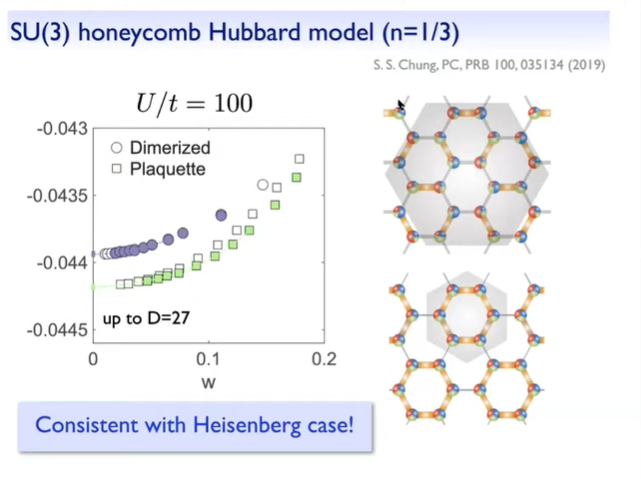 SU(3) honeycomb Hubbard model (n=1/3)
S. S. Chung, PC, PRB 100, 035134 (2019)
U/t = 100
-0.043
-0.0435
-0.044
-0.0445
Dimerized
Plaquette
up to D=27
0
0.1
0.2
w
Consistent with Heisenberg case!